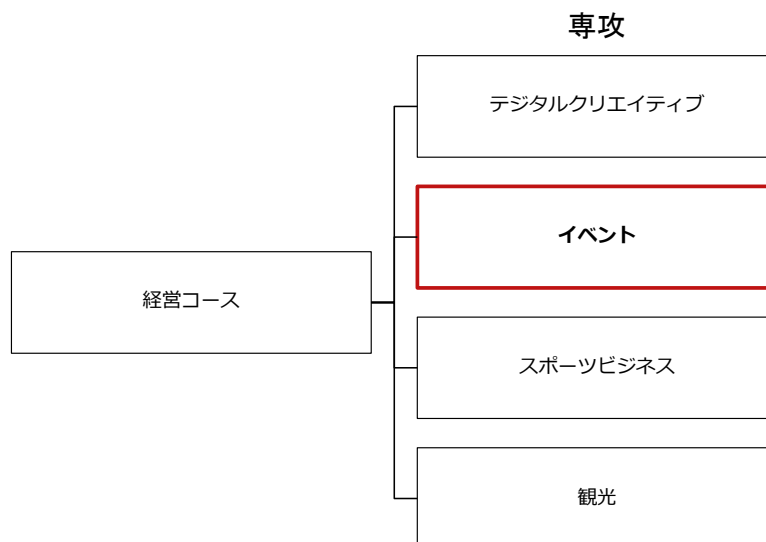 専攻
テジタルクリエイティブ
イベント
経営コース
スポーツビジネス
観光